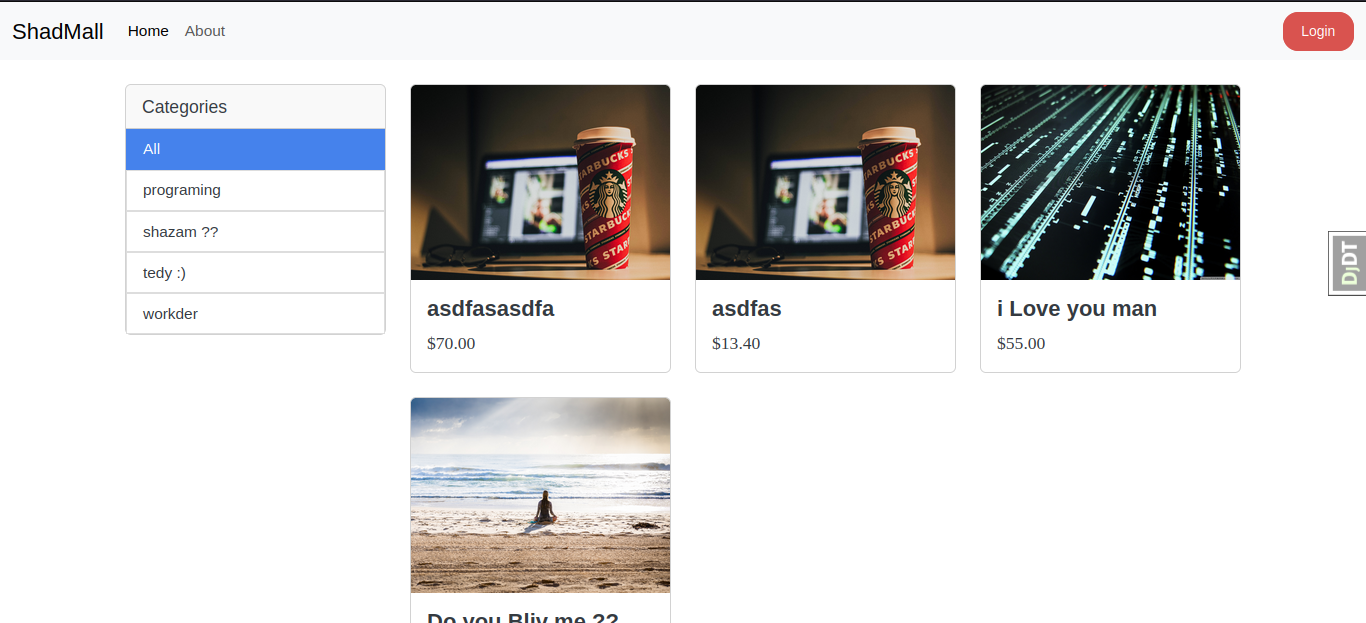 ShadMall Home About Login
Categories
All
programing
shazam ??
tedy :)
workder
STARBUCKS
STARBUCKS
asdfasasdfa
$70.00
asdfas
$13.40
i Love you man
$55.00
DjDT
Do you Bliv me ??